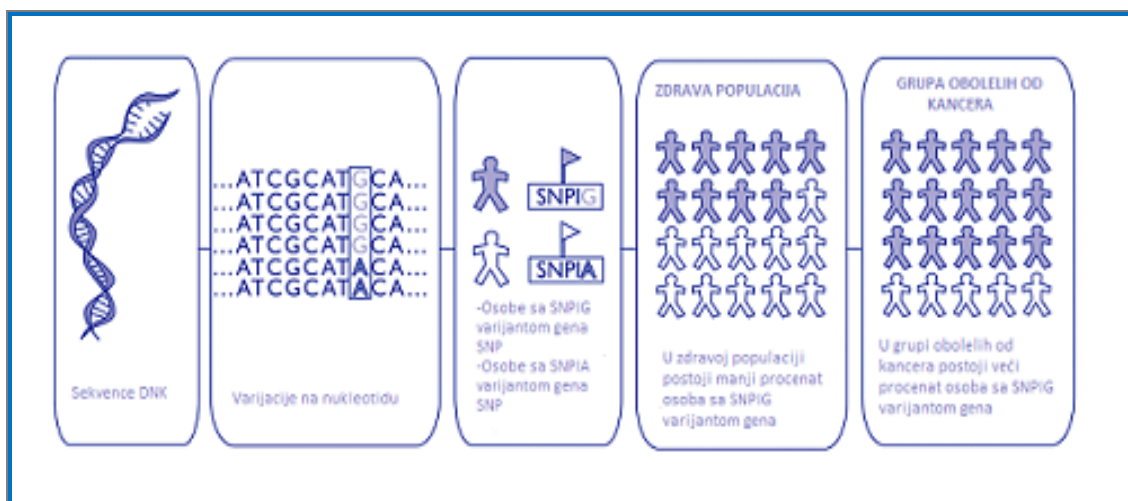 Sekvence DNK
...ATCGCATGCA...
...ATCGCATGCA...
...ATCGCATGCA...
...ATCGCATGCA...
...ATCGCATACA...
...ATCGCATACA...
Varijacije na nukleotidu
SNPIG
SNPIA
-Osobe sa SNPIG
varijantom gena
SNP
-Osobe sa SNPIA
varijantom gena
SNP
ZDRAVA POPULACIJA
U zdravoj populaciji
postoji manji procenat
osoba sa SNPIG
varijantom gena
GRUPA OBOLELIH OD
KANCERA
U grupi obolelih od
kancera postoji veći
procenat osoba sa SNPIG
varijantom gena